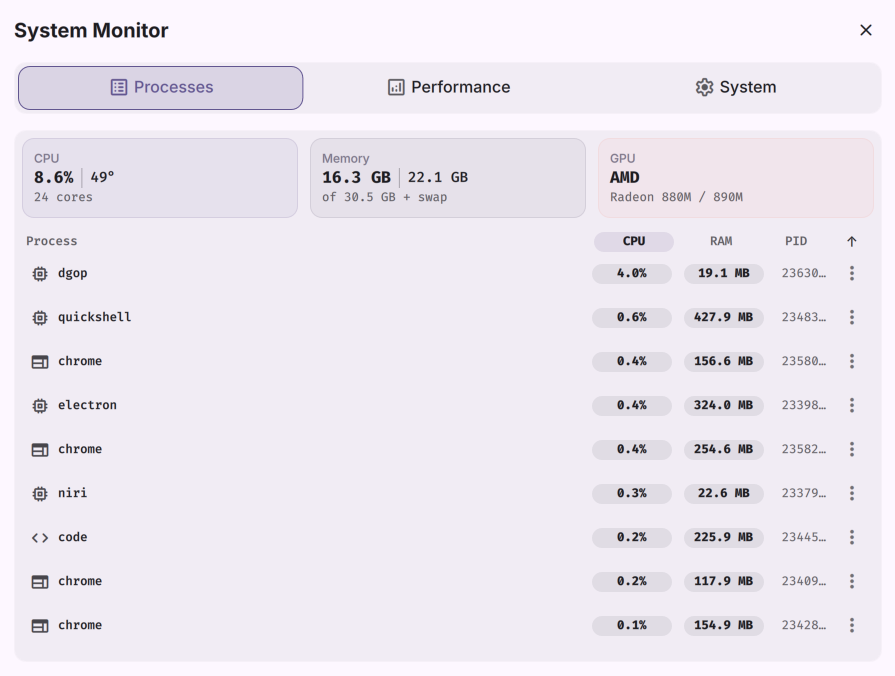 System Monitor
Processes Performance System
CPU Memory GPU
8.6% 49° 16.3 GB 22.1 GB AMD
24 cores of 30.5 GB + swap Radeon 880M / 890M
Process CPU RAM PID
dgop 4.0% 19.1 MB 23630…
quickshell 0.6% 427.9 MB 23483…
chrome 0.4% 156.6 MB 23580…
electron 0.4% 324.0 MB 23398…
chrome 0.4% 254.6 MB 23582…
niri 0.3% 22.6 MB 23379…
code 0.2% 225.9 MB 23445…
chrome 0.2% 117.9 MB 23409…
chrome 0.1% 154.9 MB 23428…